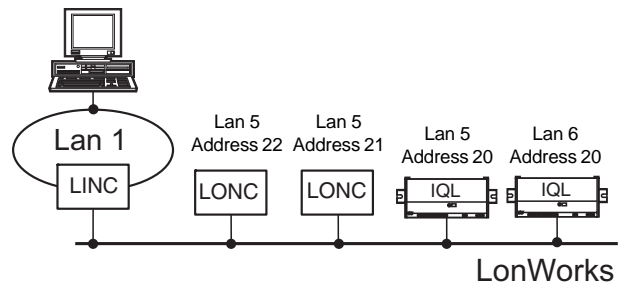 Lan 1
LINC
Lan 5
Address 22
LONC
Lan 5
Address 21
LONC
Lan 5
Address 20
IQL
Lan 6
Address 20
IQL
LonWorks